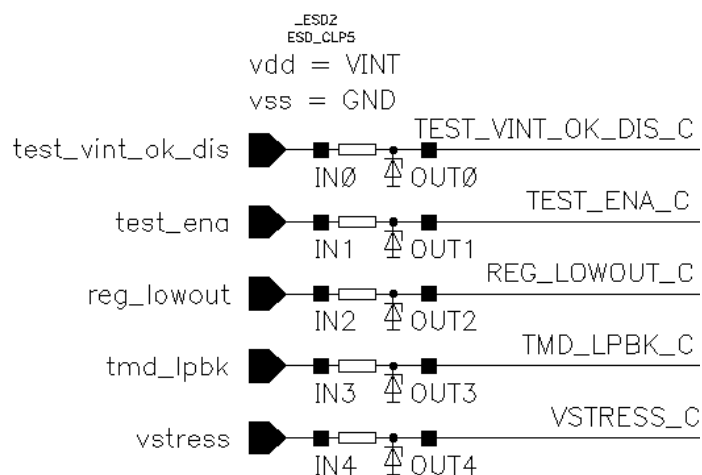 _ESD2
ESD_CLP5
vdd = VINT
vss = GND
test_vint_ok_dis IN0 OUT0 TEST_VINT_OK_DIS_C
test_ena IN1 OUT1 TEST_ENA_C
reg_lowout IN2 OUT2 REG_LOWOUT_C
tmd_lpbk IN3 OUT3 TMD_LPBK_C
vstress IN4 OUT4 VSTRESS_C